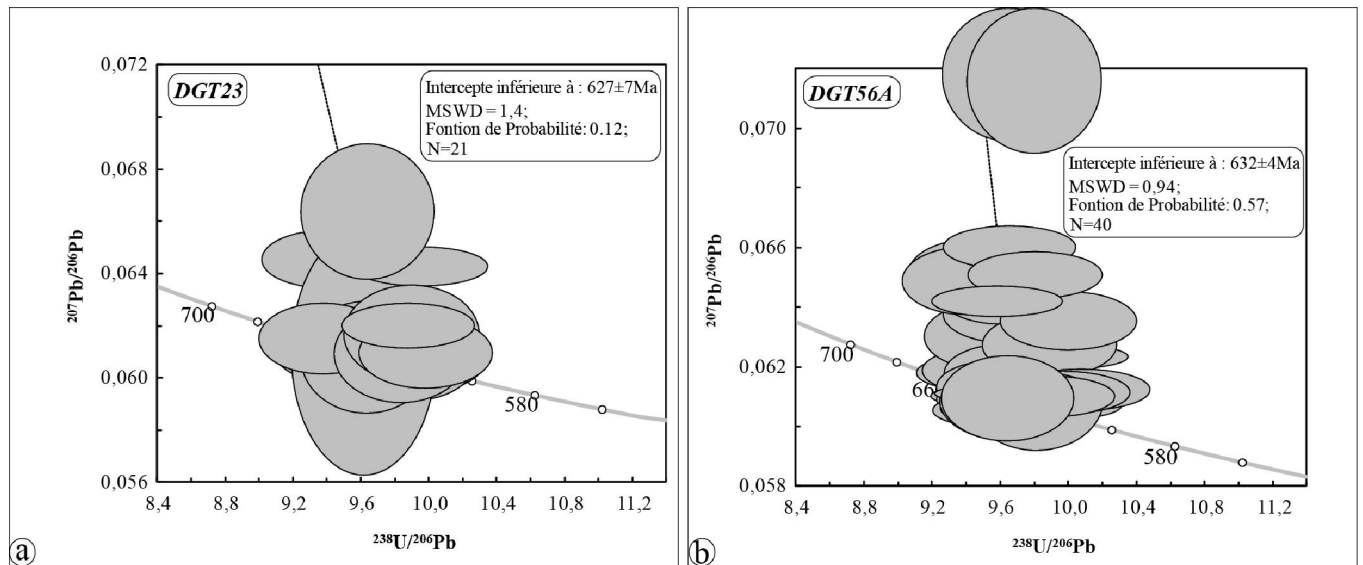 0,072
0,068
0,064
0,060
0,056
207Pb/206Pb
DGT23
Intercepte inférieure à : 627±7Ma
MSWD = 1,4;
Fontion de Probabilité: 0.12;
N=21
700
580
8,4 8,8 9,2 9,6 10,0 10,4 10,8 11,2
238U/206Pb
a
0,070
0,066
0,062
0,058
207Pb/206Pb
DGT56A
Intercepte inférieure à : 632±4Ma
MSWD = 0,94;
Fontion de Probabilité: 0.57;
N=40
700
66
580
8,4 8,8 9,2 9,6 10,0 10,4 10,8 11,2
238U/206Pb
b